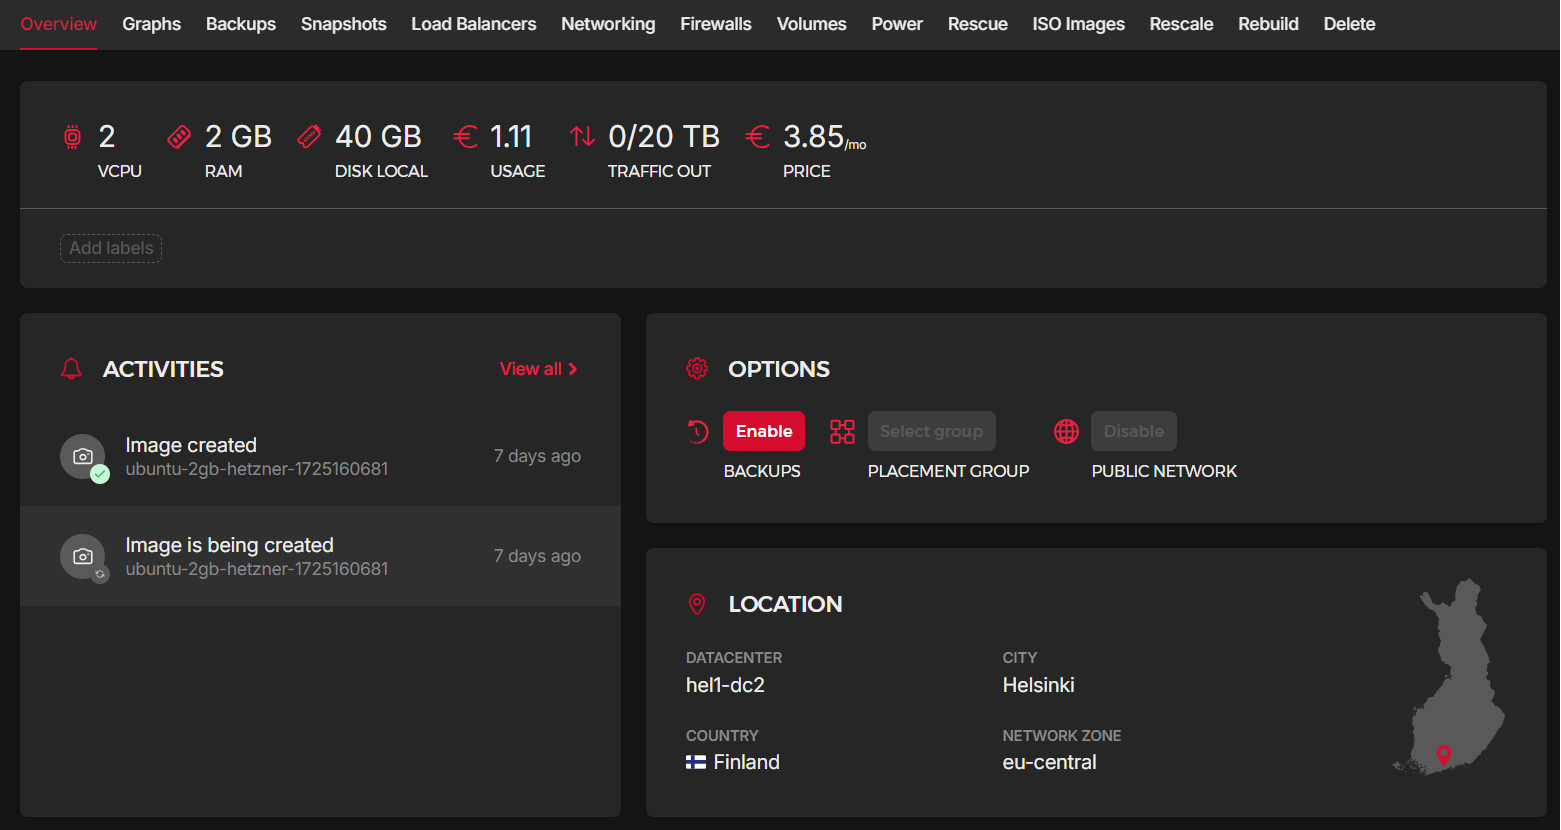 Overview Graphs Backups Snapshots Load Balancers Networking Firewalls Volumes Power Rescue ISO Images Rescale Rebuild Delete
2 2 GB 40 GB € 1.11 0/20 TB € 3.85/mo
VCPU RAM DISK LOCAL USAGE TRAFFIC OUT PRICE
Add labels
ACTIVITIES View all
Image created
ubuntu-2gb-hetzner-1725160681
7 days ago
Image is being created
ubuntu-2gb-hetzner-1725160681
7 days ago
OPTIONS
Enable Select group Disable
BACKUPS PLACEMENT GROUP PUBLIC NETWORK
LOCATION
DATACENTER CITY
hel1-dc2 Helsinki
COUNTRY NETWORK ZONE
Finland eu-central